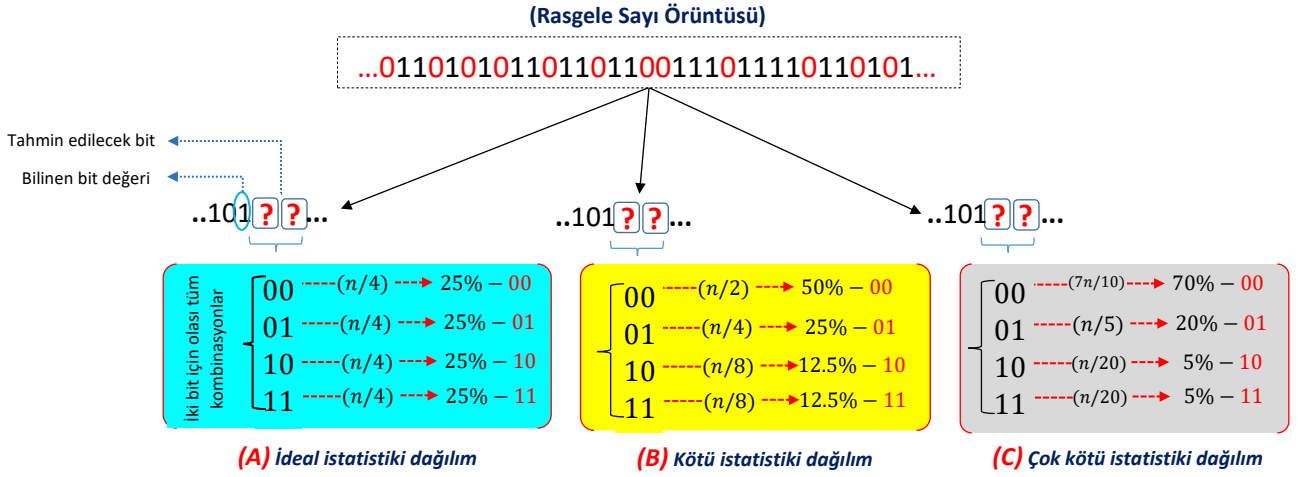 (Rasgele Sayı Örüntüsü)
...011010101101101100111011110110101...
Tahmin edilecek bit
Bilinen bit değeri
..101??...
..101??...
..101??...
İki bit için olası tüm
kombinasyonlar
00 (n/4) 25% – 00
01 (n/4) 25% – 01
10 (n/4) 25% – 10
11 (n/4) 25% – 11
00 (n/2) 50% – 00
01 (n/4) 25% – 01
10 (n/8) 12.5% – 10
11 (n/8) 12.5% – 11
00 (7n/10) 70% – 00
01 (n/5) 20% – 01
10 (n/20) 5% – 10
11 (n/20) 5% – 11
(A) İdeal istatistiki dağılım
(B) Kötü istatistiki dağılım
(C) Çok kötü istatistiki dağılım